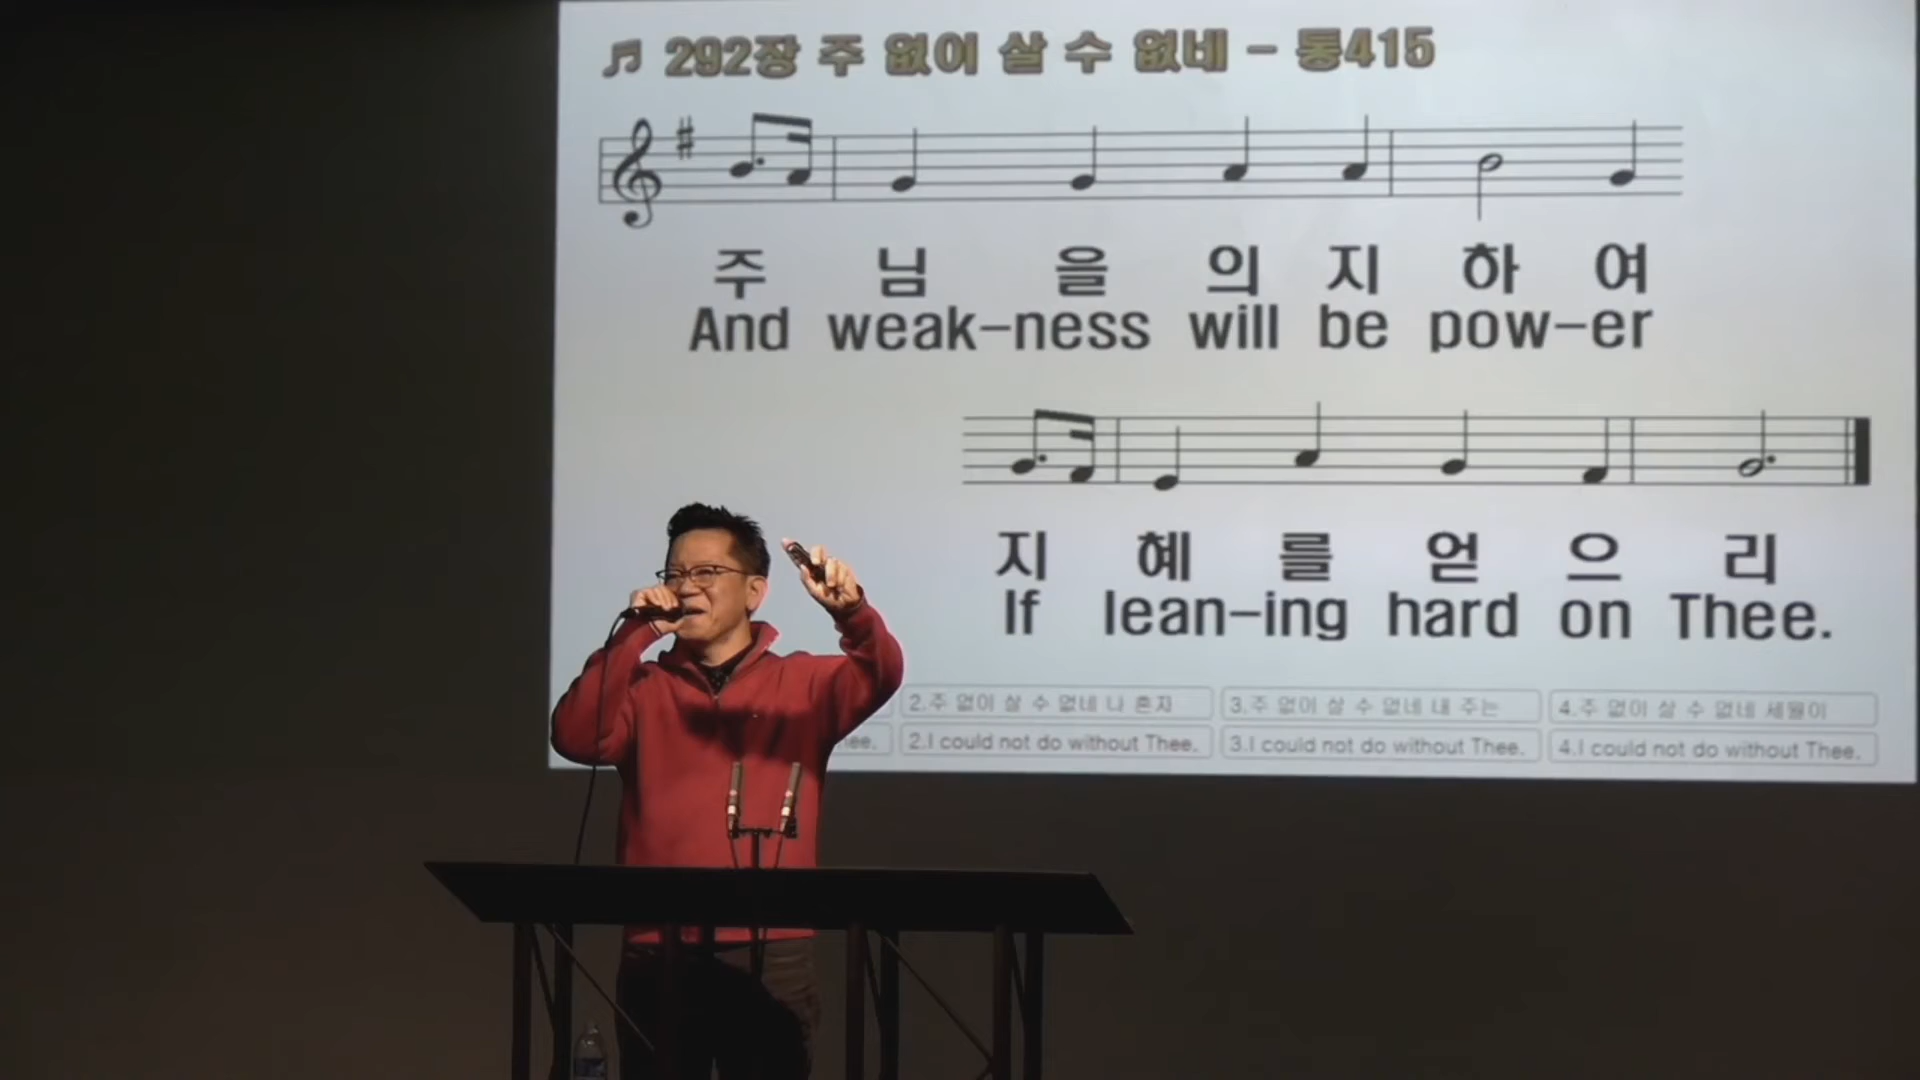 ♬ 292장 주 없이 살 수 없네 - 통415
주 님 을 의 지 하 여
And weak-ness will be pow-er
지 혜 를 얻 으 리
If lean-ing hard on Thee.
2.주 없이 살 수 없네 나 혼자
3.주 없이 살 수 없네 내 주는
4.주 없이 살 수 없네 세월이
hee.
2.I could not do without Thee.
3.I could not do without Thee.
4.I could not do without Thee.